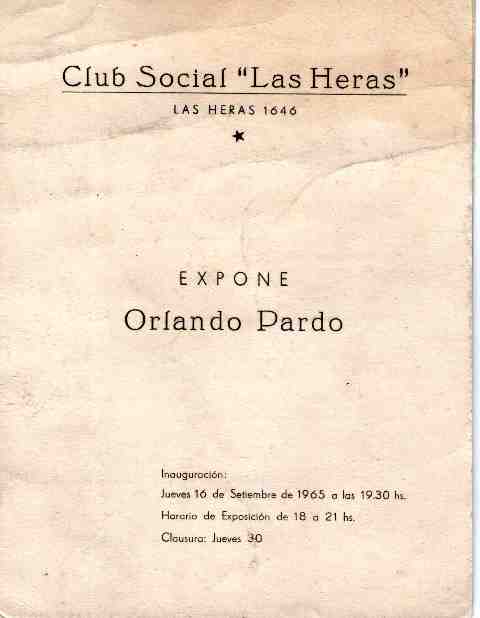 Club Social "Las Heras"
LAS HERAS 1646
EXPONE
Orlando Pardo
Inauguración:
Jueves 16 de Setiembre de 1965 a las 19.30 hs.
Horario de Exposición de 18 a 21 hs.
Clausura: Jueves 30